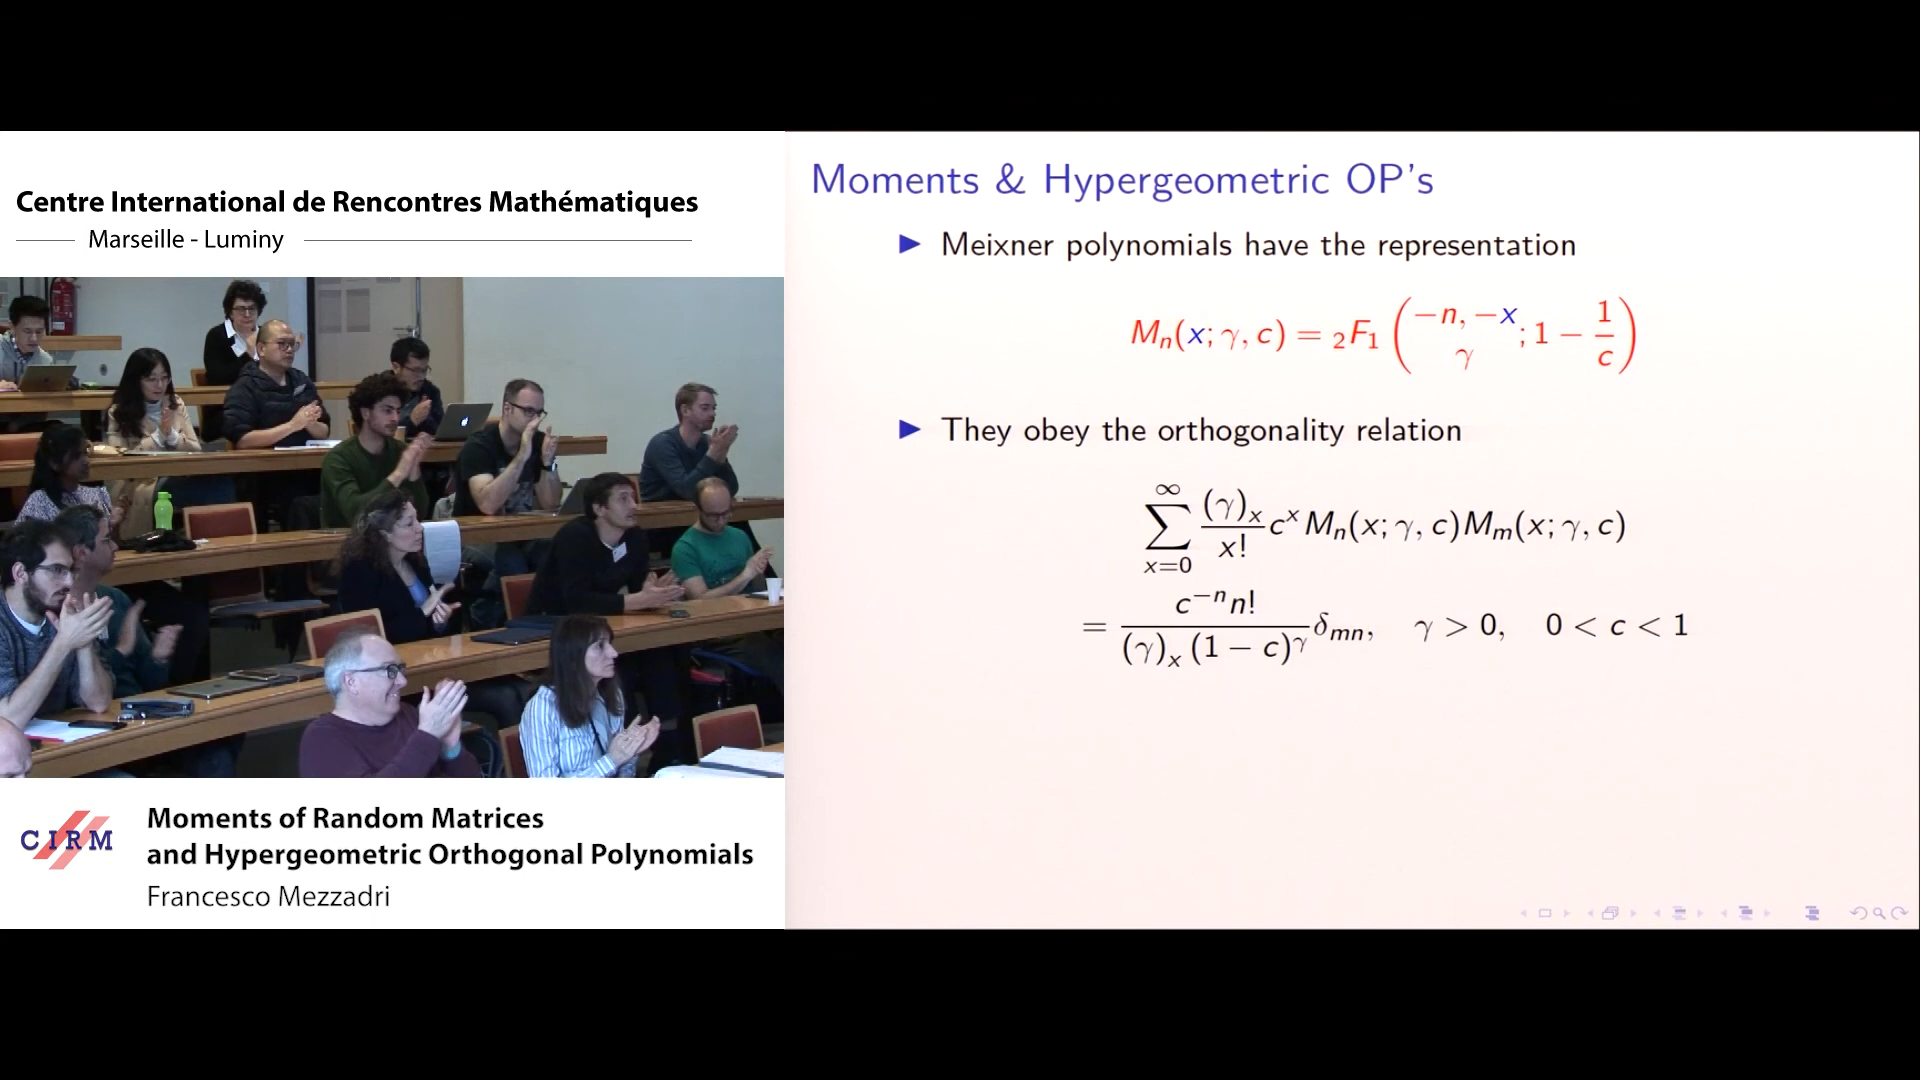 Centre International de Rencontres Mathématiques
Marseille - Luminy
CIRM
Moments of Random Matrices
and Hypergeometric Orthogonal Polynomials
Francesco Mezzadri
Moments & Hypergeometric OP's
▶ Meixner polynomials have the representation
M_n(x; γ, c) = ₂F₁ ( −n, −x / γ ; 1 − 1/c )
▶ They obey the orthogonality relation
∑_{x=0}^{∞} (γ)_x / x! c^x M_n(x; γ, c) M_m(x; γ, c)
= c^{−n} n! / (γ)_x (1 − c)^γ δ_{mn}, γ > 0, 0 < c < 1